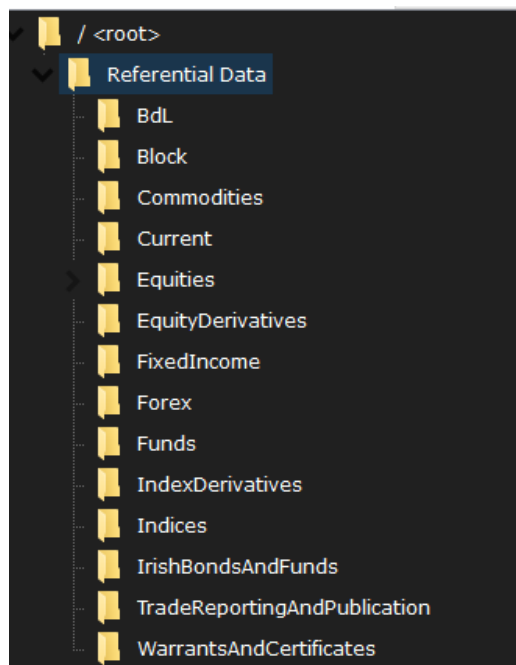 / <root>
Referential Data
BdL
Block
Commodities
Current
Equities
EquityDerivatives
FixedIncome
Forex
Funds
IndexDerivatives
Indices
IrishBondsAndFunds
TradeReportingAndPublication
WarrantsAndCertificates